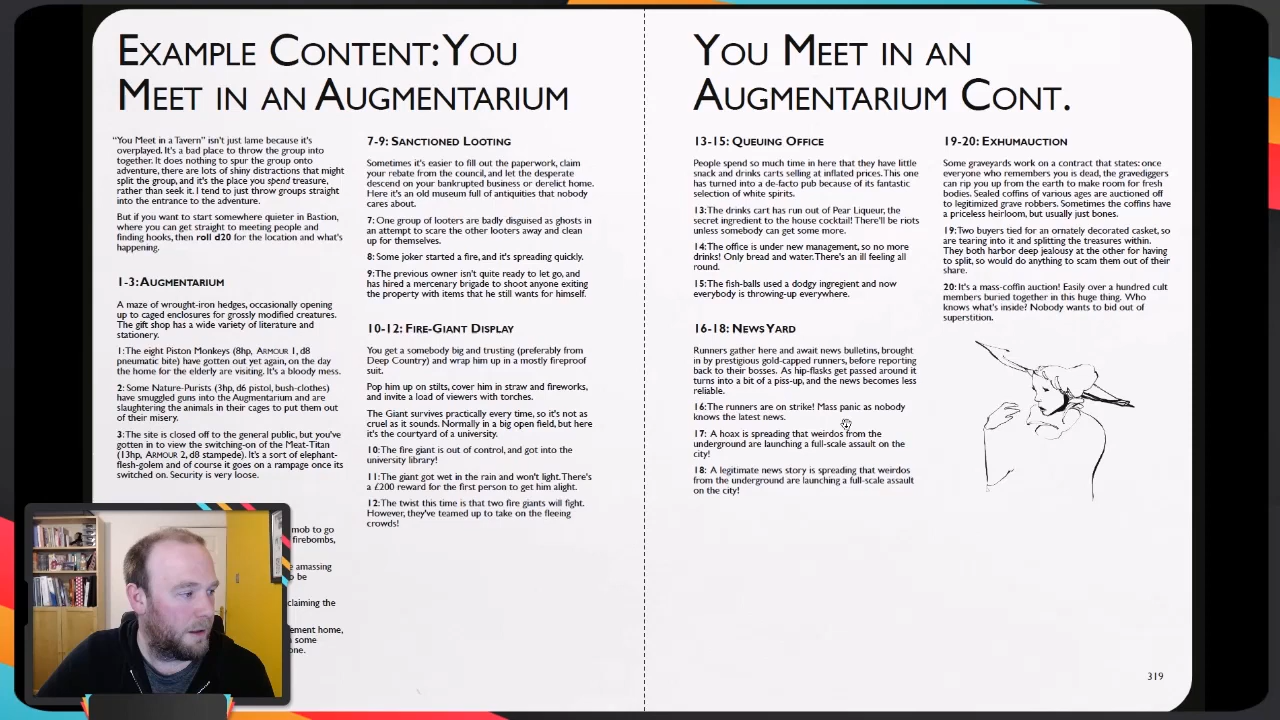 Example Content: You
Meet in an Augmentarium
"You Meet in a Tavern" isn't just lame because it's
overplayed. It's a bad place to throw the group into
together. It does nothing to spur the group onto
adventure, there are lots of shiny distractions that might
split the group, and it's the place you spend treasure,
rather than seek it. I tend to just throw groups straight
into the entrance to the adventure.
But if you want to start somewhere quieter in Bastion,
where you can get straight to meeting people and
finding hooks, then roll d20 for the location and what's
happening.
1-3: Augmentarium
A maze of wrought-iron hedges, occasionally opening
up to caged enclosures for grossly modified creatures.
The gift shop has a wide variety of literature and
stationery.
1: The eight Piston Monkeys (8hp, Armour 1, d8
pneumatic bite) have gotten out yet again, on the day
the home for the elderly are visiting. It's a bloody mess.
2: Some Nature-Purists (3hp, d6 pistol, bush-clothes)
have smuggled guns into the Augmentarium and are
slaughtering the animals in their cages to put them out
of their misery.
3: The site is closed off to the general public, but you've
gotten in to view the switching-on of the Meat-Titan
(13hp, Armour 2, d8 stampede). It's a sort of elephant-
flesh-golem and of course it goes on a rampage once its
switched on. Security is very loose.
mob to go
firebombs,
e amassing
o be
claiming the
ement home,
some
one.
7-9: Sanctioned Looting
Sometimes it's easier to fill out the paperwork, claim
your rebate from the council, and let the desperate
descend on your bankrupted business or derelict home.
Here it's an old museum full of antiquities that nobody
cares about.
7: One group of looters are badly disguised as ghosts in
an attempt to scare the other looters away and clean
up for themselves.
8: Some joker started a fire, and it's spreading quickly.
9: The previous owner isn't quite ready to let go, and
has hired a mercenary brigade to shoot anyone exiting
the property with items that he still wants for himself.
10-12: Fire-Giant Display
You get a somebody big and trusting (preferably from
Deep Country) and wrap him up in a mostly fireproof
suit.
Pop him up on stilts, cover him in straw and fireworks,
and invite a load of viewers with torches.
The Giant survives practically every time, so it's not as
cruel as it sounds. Normally in a big open field, but here
it's the courtyard of a university.
10: The fire giant is out of control, and got into the
university library!
11: The giant got wet in the rain and won't light. There's
a £200 reward for the first person to get him alight.
12: The twist this time is that two fire giants will fight.
However, they've teamed up to take on the fleeing
crowds!
You Meet in an
Augmentarium Cont.
13-15: Queuing Office
People spend so much time in here that they have little
snack and drinks carts selling at inflated prices. This one
has turned into a de-facto pub because of its fantastic
selection of white spirits.
13: The drinks cart has run out of Pear Liqueur, the
secret ingredient to the house cocktail! There'll be riots
unless somebody can get some more.
14: The office is under new management, so no more
drinks! Only bread and water. There's an ill feeling all
round.
15: The fish-balls used a dodgy ingregient and now
everybody is throwing-up everywhere.
16-18: News Yard
Runners gather here and await news bulletins, brought
in by prestigious gold-capped runners, before reporting
back to their bosses. As hip-flasks get passed around it
turns into a bit of a piss-up, and the news becomes less
reliable.
16: The runners are on strike! Mass panic as nobody
knows the latest news.
17: A hoax is spreading that weirdos from the
underground are launching a full-scale assault on the
city!
18: A legitimate news story is spreading that weirdos
from the underground are launching a full-scale assault
on the city!
19-20: Exhumauction
Some graveyards work on a contract that states: once
everyone who remembers you is dead, the gravediggers
can rip you up from the earth to make room for fresh
bodies. Sealed coffins of various ages are auctioned off
to legitimized grave robbers. Sometimes the coffins have
a priceless heirloom, but usually just bones.
19: Two buyers tied for an ornately decorated casket, so
are tearing into it and splitting the treasures within.
They both harbor deep jealousy at the other for having
to split, so would do anything to scam them out of their
share.
20: It's a mass-coffin auction! Easily over a hundred cult
members buried together in this huge thing. Who
knows what's inside? Nobody wants to bid out of
superstition.
319